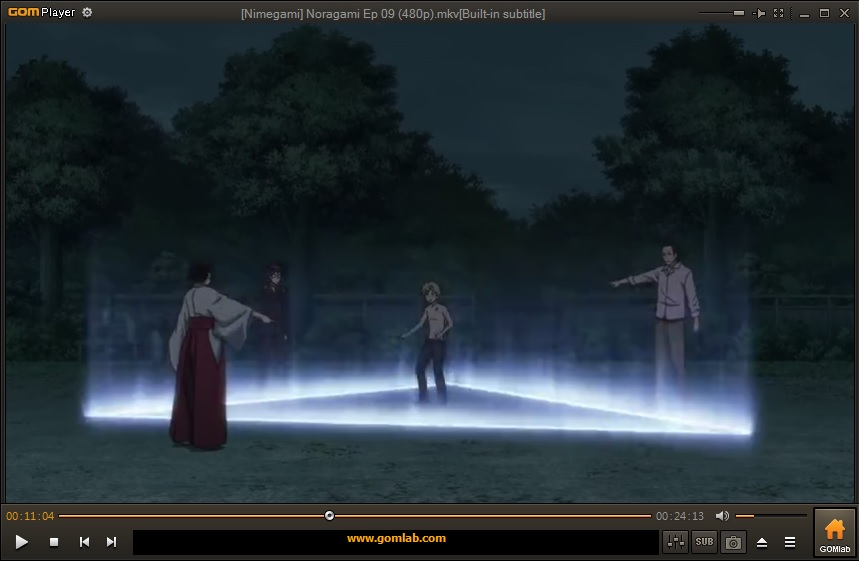 GOM Player [Nimegami] Noragami Ep 09 (480p).mkv[Built-in subtitle]
00:11:04 00:24:13
www.gomlab.com SUB GOMlab